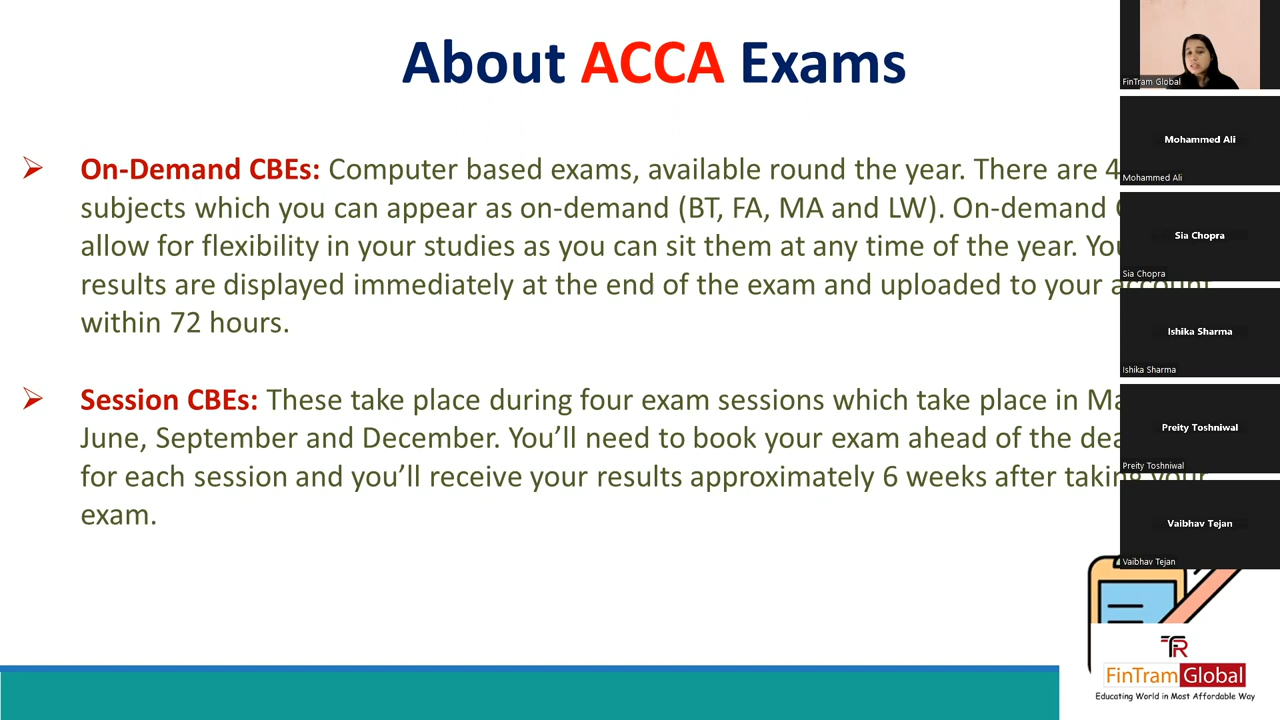 About ACCA Exams
On-Demand CBEs: Computer based exams, available round the year. There are 4
subjects which you can appear as on-demand (BT, FA, MA and LW). On-demand
allow for flexibility in your studies as you can sit them at any time of the year.
results are displayed immediately at the end of the exam and uploaded to your account
within 72 hours.
Session CBEs: These take place during four exam sessions which take place in
June, September and December. You’ll need to book your exam ahead of the
for each session and you’ll receive your results approximately 6 weeks after taking your
exam.
FinTram Global
Mohammed Ali
Mohammed Ali
Sia Chopra
Sia Chopra
Ishika Sharma
Ishika Sharma
Preity Toshniwal
Preity Toshniwal
Vaibhav Tejan
Vaibhav Tejan
FinTram Global
Educating World in Most Affordable Way